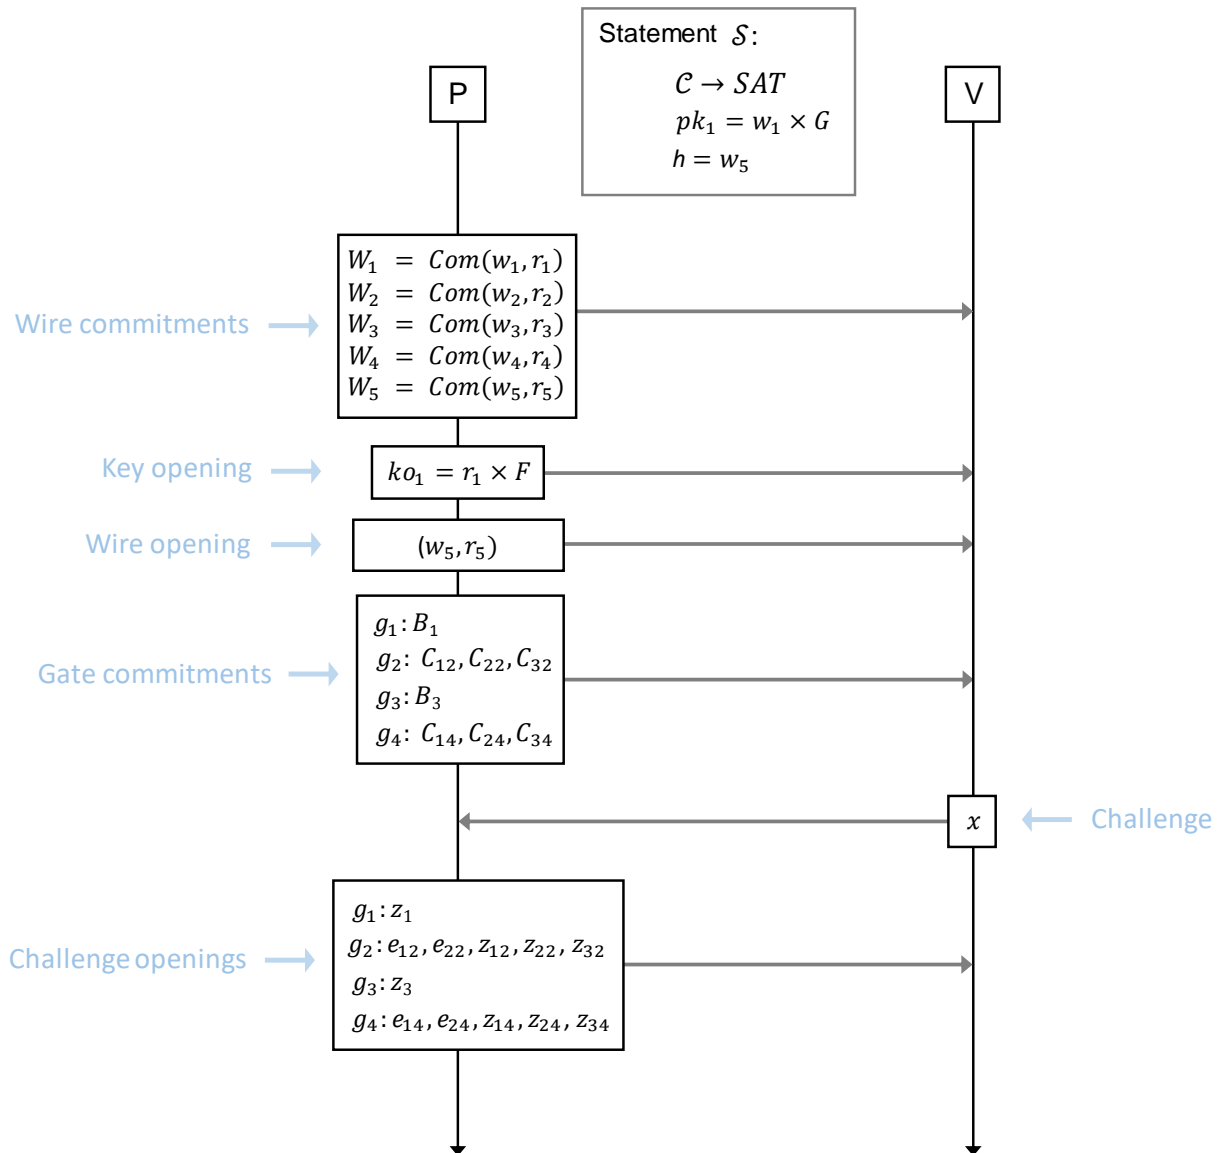 Statement 𝒮:
𝒞 → SAT
pk₁ = w₁ × G
h = w₅
P
V
W₁ = Com(w₁, r₁)
W₂ = Com(w₂, r₂)
W₃ = Com(w₃, r₃)
W₄ = Com(w₄, r₄)
W₅ = Com(w₅, r₅)
Wire commitments
Key opening
ko₁ = r₁ × F
Wire opening
(w₅, r₅)
g₁: B₁
g₂: C₁₂, C₂₂, C₃₂
Gate commitments
g₃: B₃
g₄: C₁₄, C₂₄, C₃₄
x
Challenge
g₁: z₁
g₂: e₁₂, e₂₂, z₁₂, z₂₂, z₃₂
Challenge openings
g₃: z₃
g₄: e₁₄, e₂₄, z₁₄, z₂₄, z₃₄